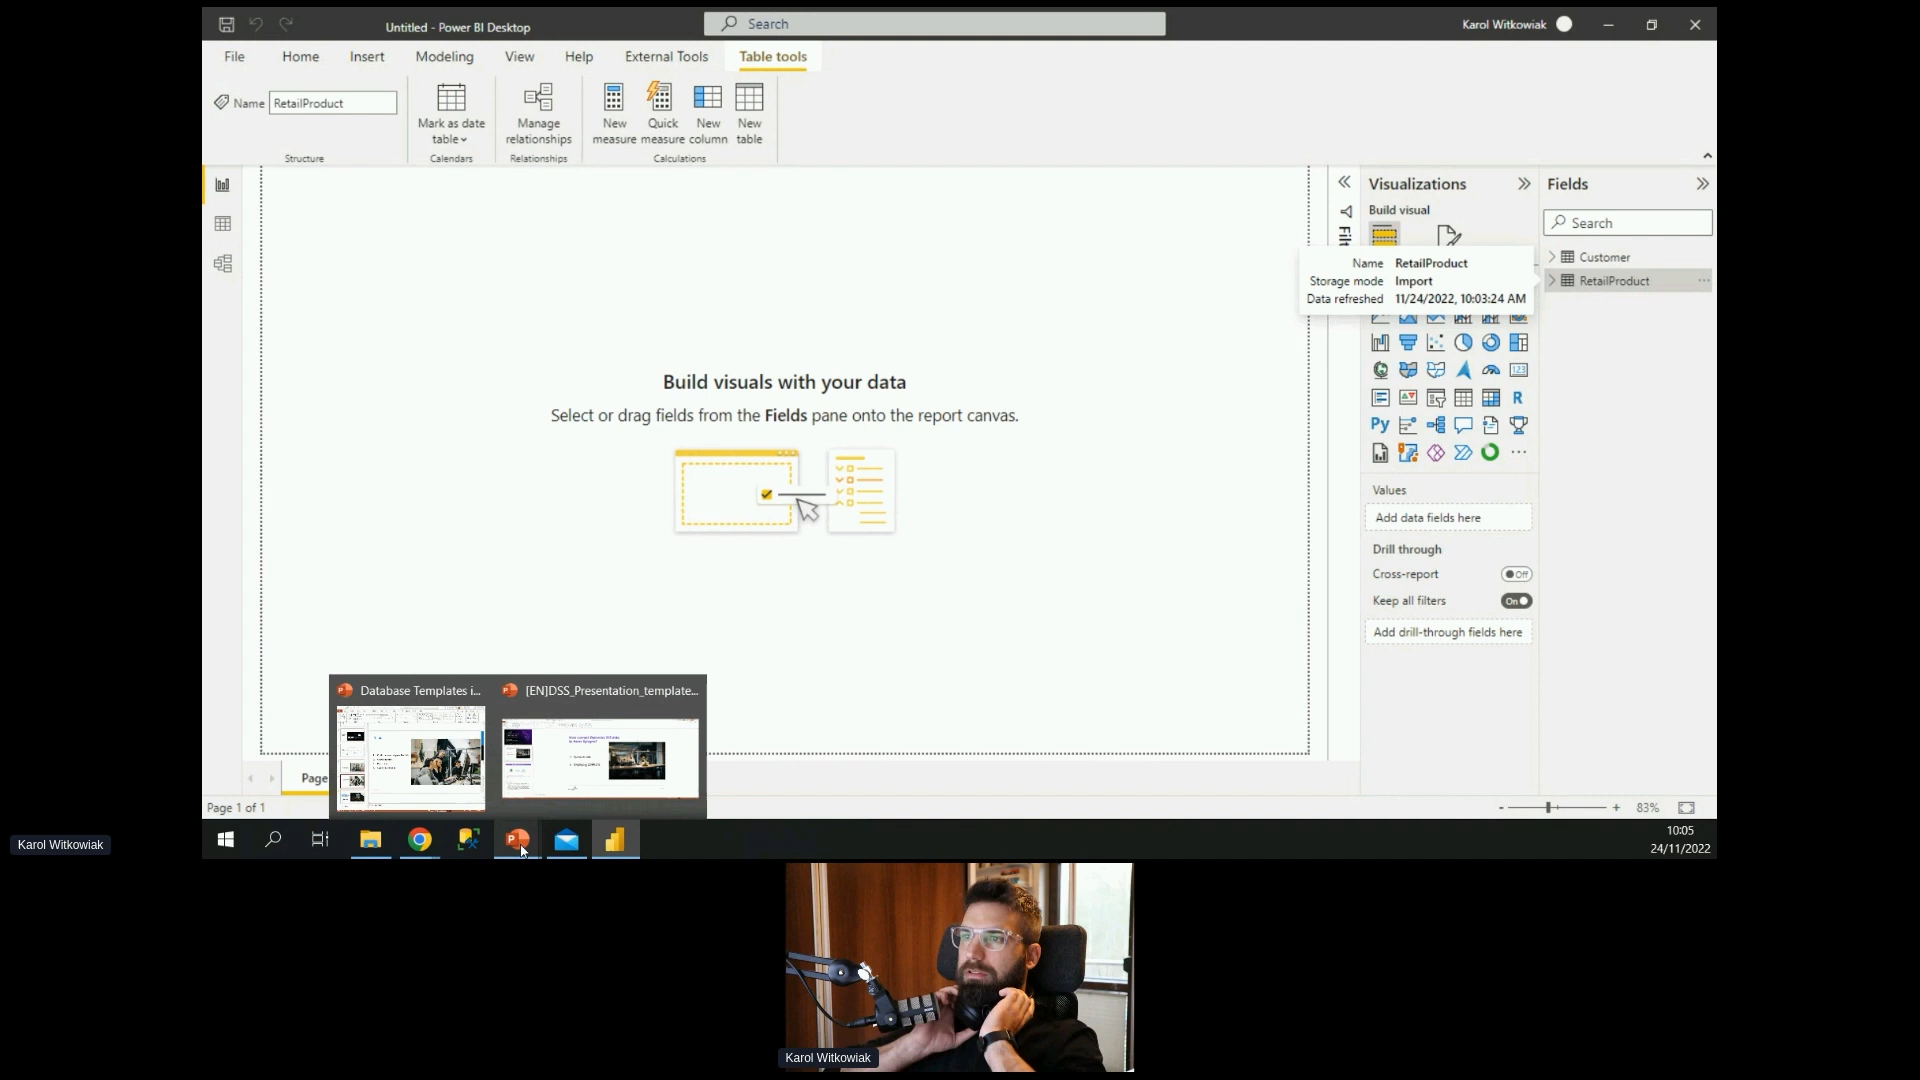 Untitled - Power BI Desktop
Search
Karol Witkowiak
File
Home
Insert
Modeling
View
Help
External Tools
Table tools
Name
RetailProduct
Mark as date
table
Manage
relationships
New
measure
Quick
measure
New
column
New
table
Structure
Calendars
Relationships
Calculations
Visualizations
Fields
Build visual
Search
Filt
Name RetailProduct
Storage mode Import
Data refreshed 11/24/2022, 10:03:24 AM
Customer
RetailProduct
Build visuals with your data
Select or drag fields from the Fields pane onto the report canvas.
123
R
Py
Values
Add data fields here
Drill through
Cross-report
Off
Keep all filters
On
Add drill-through fields here
Database Templates i...
[EN]DSS_Presentation_template...
Page
Page 1 of 1
83%
10:05
24/11/2022
Karol Witkowiak
Karol Witkowiak